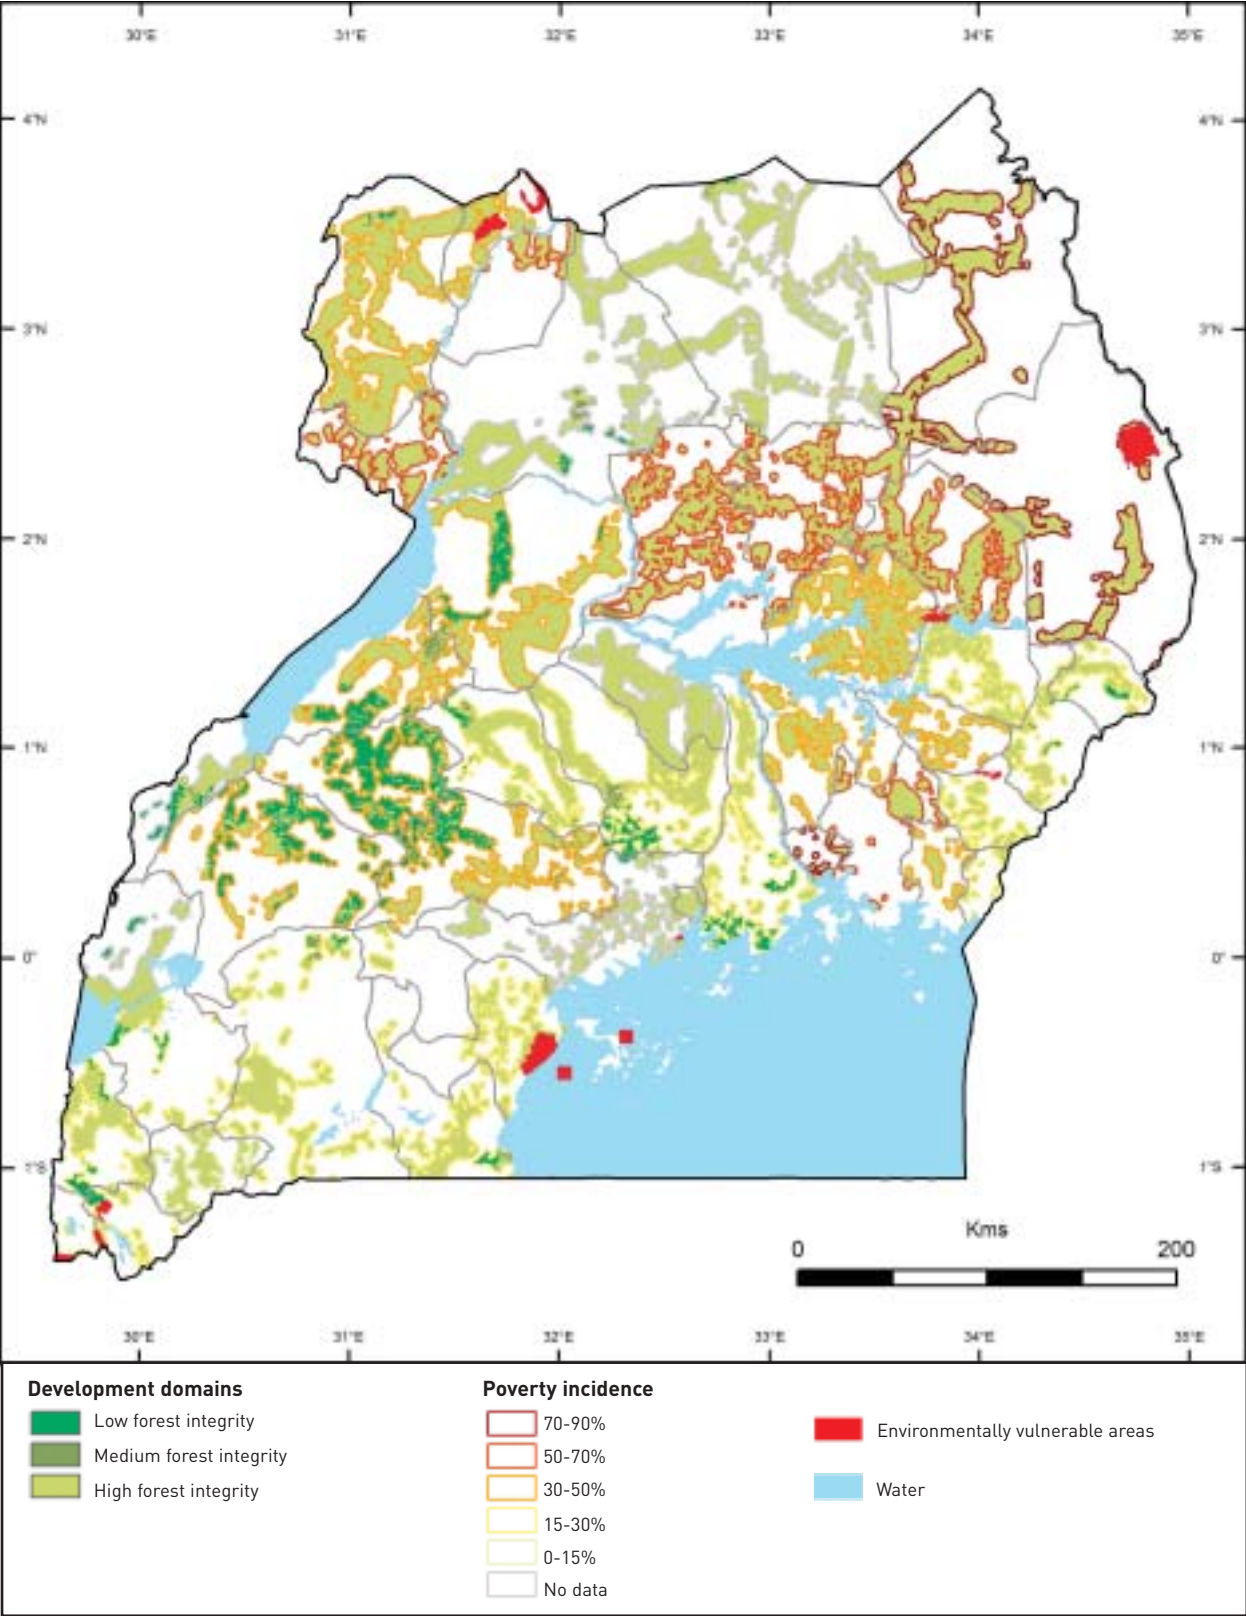 30°E 31°E 32°E 33°E 34°E 35°E
4°N 4°N
3°N 3°N
2°N 2°N
1°N 1°N
0° 0°
1°S 1°S
Kms
0 200
30°E 31°E 32°E 33°E 34°E 35°E
Development domains
Low forest integrity
Medium forest integrity
High forest integrity
Poverty incidence
70-90%
50-70%
30-50%
15-30%
0-15%
No data
Environmentally vulnerable areas
Water